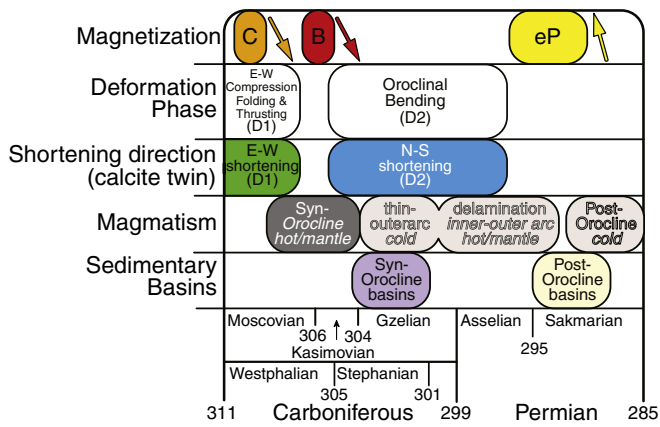 Magnetization
C
B
eP
Deformation
Phase
E-W
Compression
Folding &
Thrusting
(D1)
Oroclinal
Bending
(D2)
Shortening direction
(calcite twin)
E-W
shortening
(D1)
N-S
shortening
(D2)
Magmatism
Syn-
Orocline
hot/mantle
thin-
outerarc
cold
delamination
inner-outer arc
hot/mantle
Post-
Orocline
cold
Sedimentary
Basins
Syn-
Orocline
basins
Post-
Orocline
basins
Moscovian
Gzelian
Asselian
Sakmarian
306
304
295
Kasimovian
Westphalian
Stephanian
305
301
311
Carboniferous
299
Permian
285